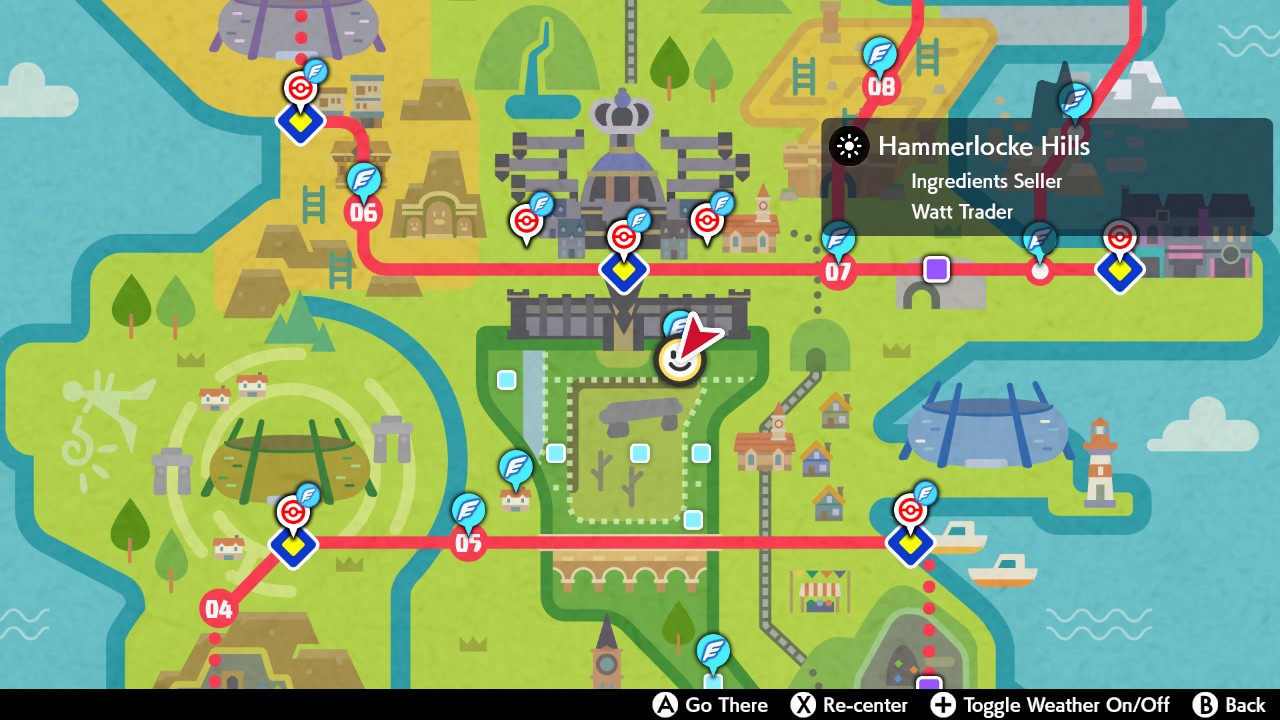 08
Hammerlocke Hills
Ingredients Seller
Watt Trader
06
07
05
04
A Go There
X Re-center
+ Toggle Weather On/Off
B Back